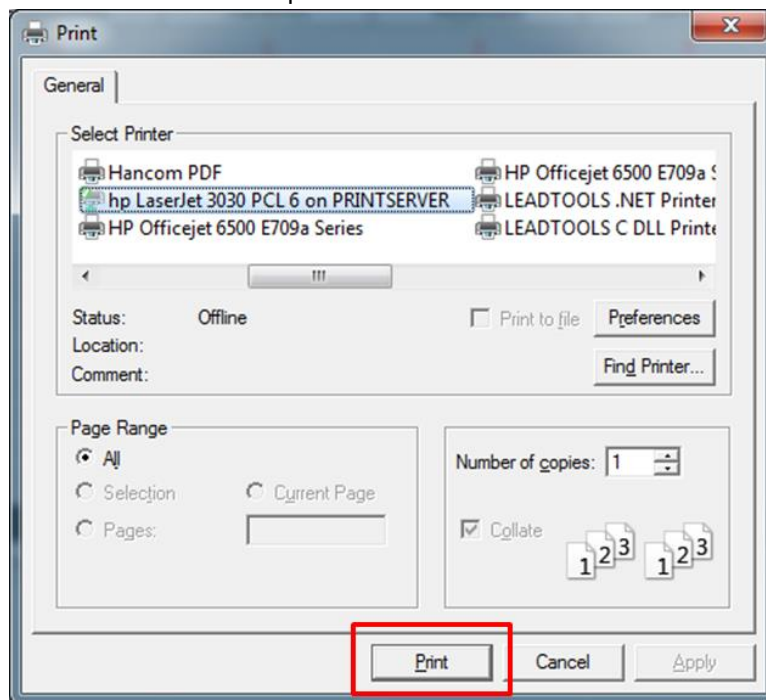 Print
General
Select Printer
Hancom PDF
hp LaserJet 3030 PCL 6 on PRINTSERVER
HP Officejet 6500 E709a Series
HP Officejet 6500 E709a S
LEADTOOLS .NET Printer
LEADTOOLS C DLL Printe
Status: Offline
Print to file
Preferences
Location:
Comment:
Find Printer...
Page Range
All
Selection
Current Page
Pages:
Number of copies: 1
Collate
1 2 3 1 2 3
Print
Cancel
Apply